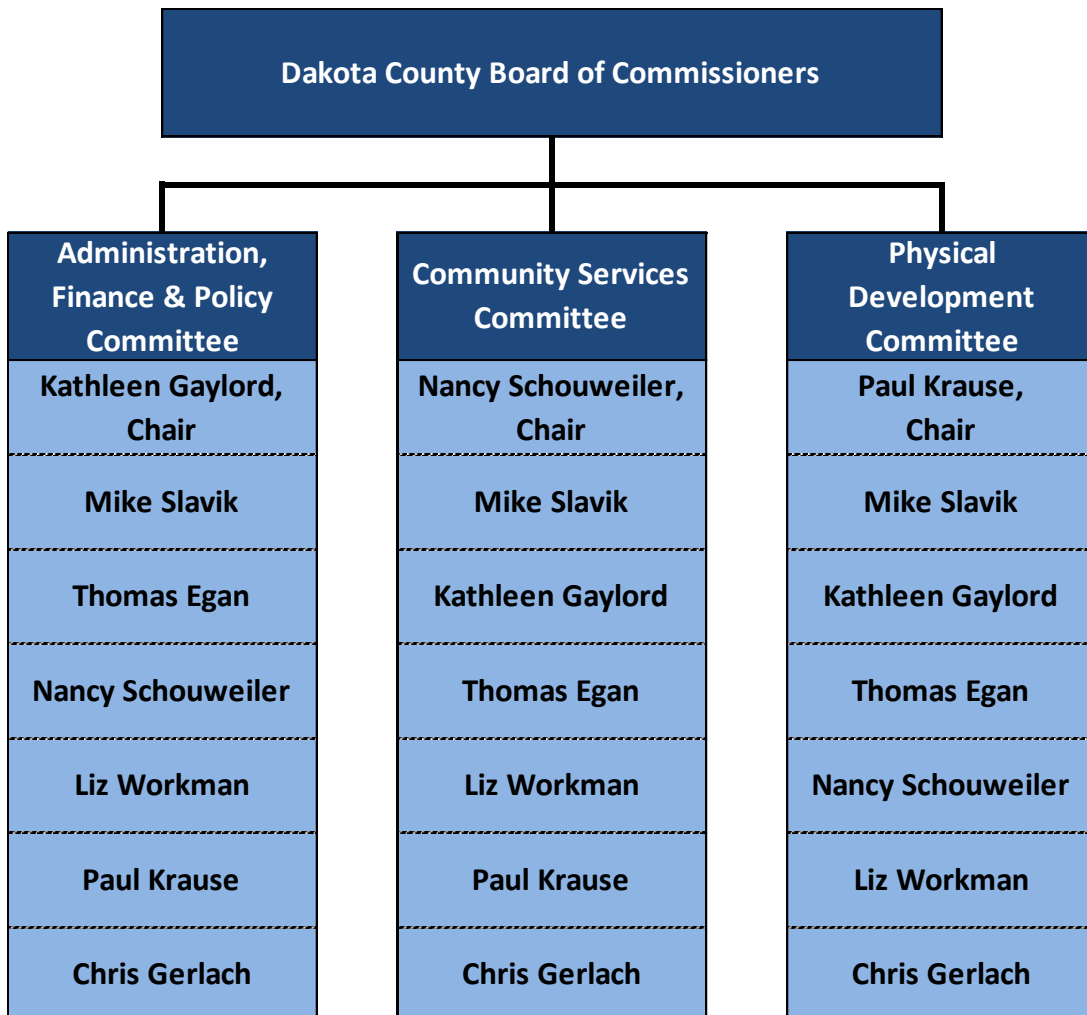 Dakota County Board of Commissioners
Administration,
Finance & Policy
Committee
Kathleen Gaylord,
Chair
Mike Slavik
Thomas Egan
Nancy Schouweiler
Liz Workman
Paul Krause
Chris Gerlach
Community Services
Committee
Nancy Schouweiler,
Chair
Mike Slavik
Kathleen Gaylord
Thomas Egan
Liz Workman
Paul Krause
Chris Gerlach
Physical
Development
Committee
Paul Krause,
Chair
Mike Slavik
Kathleen Gaylord
Thomas Egan
Nancy Schouweiler
Liz Workman
Chris Gerlach